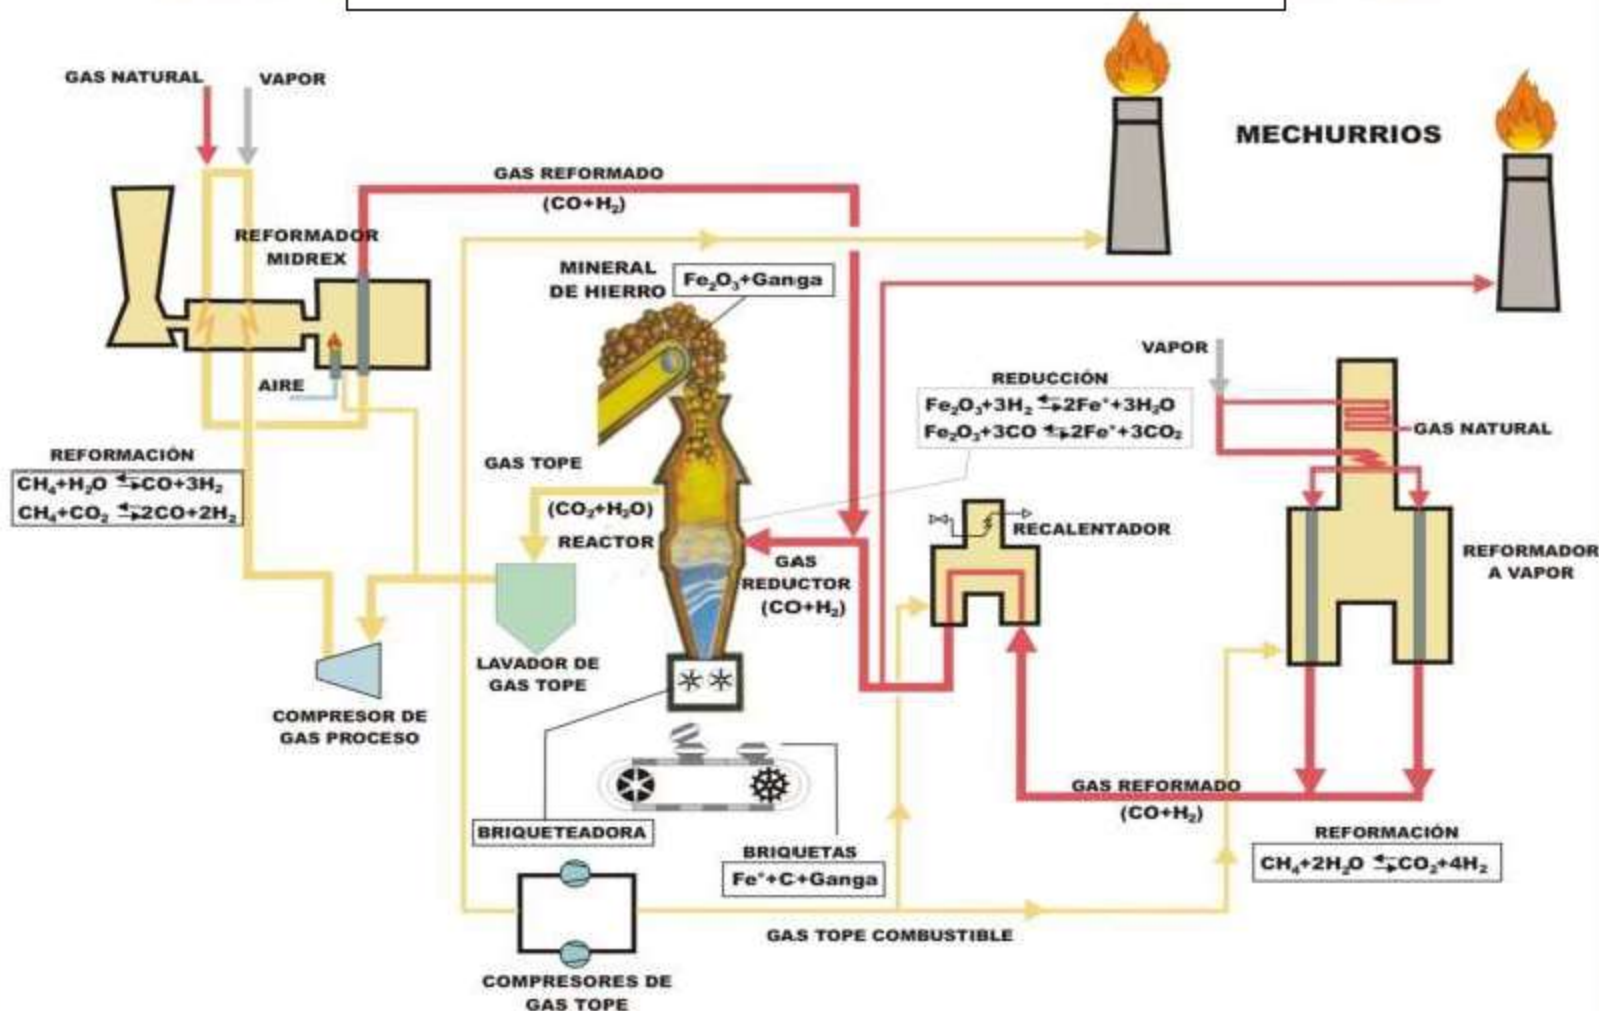 GAS NATURAL
VAPOR
MECHURRIOS
GAS REFORMADO
(CO+H₂)
REFORMADOR
MIDREX
MINERAL
DE HIERRO
Fe₂O₃+Ganga
AIRE
VAPOR
REDUCCIÓN
Fe₂O₃+3H₂ ⇄2Fe°+3H₂O
Fe₂O₃+3CO ⇄2Fe°+3CO₂
GAS NATURAL
REFORMACIÓN
CH₄+H₂O ⇄CO+3H₂
CH₄+CO₂ ⇄2CO+2H₂
GAS TOPE
(CO₂+H₂O)
REACTOR
RECALENTADOR
GAS
REDUCTOR
(CO+H₂)
REFORMADOR
A VAPOR
LAVADOR DE
GAS TOPE
COMPRESOR DE
GAS PROCESO
GAS REFORMADO
(CO+H₂)
BRIQUETEADORA
BRIQUETAS
Fe°+C+Ganga
REFORMACIÓN
CH₄+2H₂O ⇄CO₂+4H₂
GAS TOPE COMBUSTIBLE
COMPRESORES DE
GAS TOPE